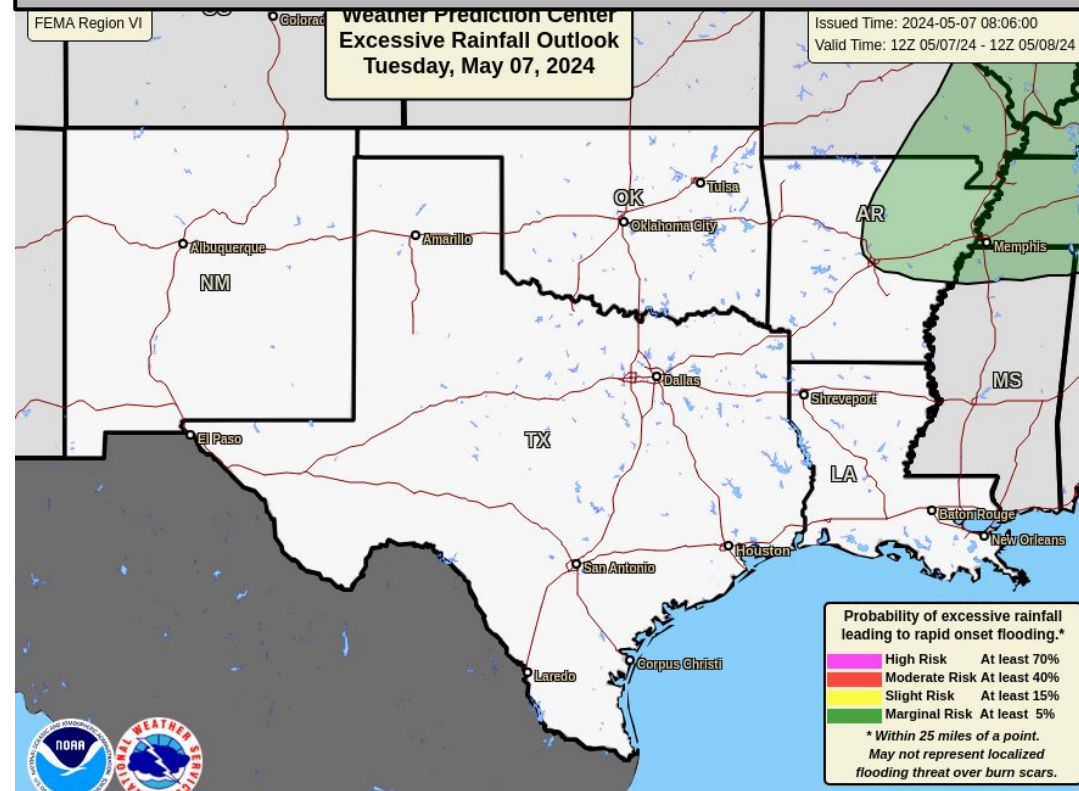 FEMA Region VI
Weather Prediction Center
Excessive Rainfall Outlook
Tuesday, May 07, 2024
Issued Time: 2024-05-07 08:06:00
Valid Time: 12Z 05/07/24 - 12Z 05/08/24
Tulsa
OK
Oklahoma City
AR
Amarillo
Albuquerque
Memphis
NM
Dallas
MS
Shreveport
El Paso
TX
LA
Baton Rouge
New Orleans
Houston
San Antonio
Corpus Christi
Laredo
Probability of excessive rainfall
leading to rapid onset flooding.*
High Risk At least 70%
Moderate Risk At least 40%
Slight Risk At least 15%
Marginal Risk At least 5%
* Within 25 miles of a point.
May not represent localized
flooding threat over burn scars.
NOAA